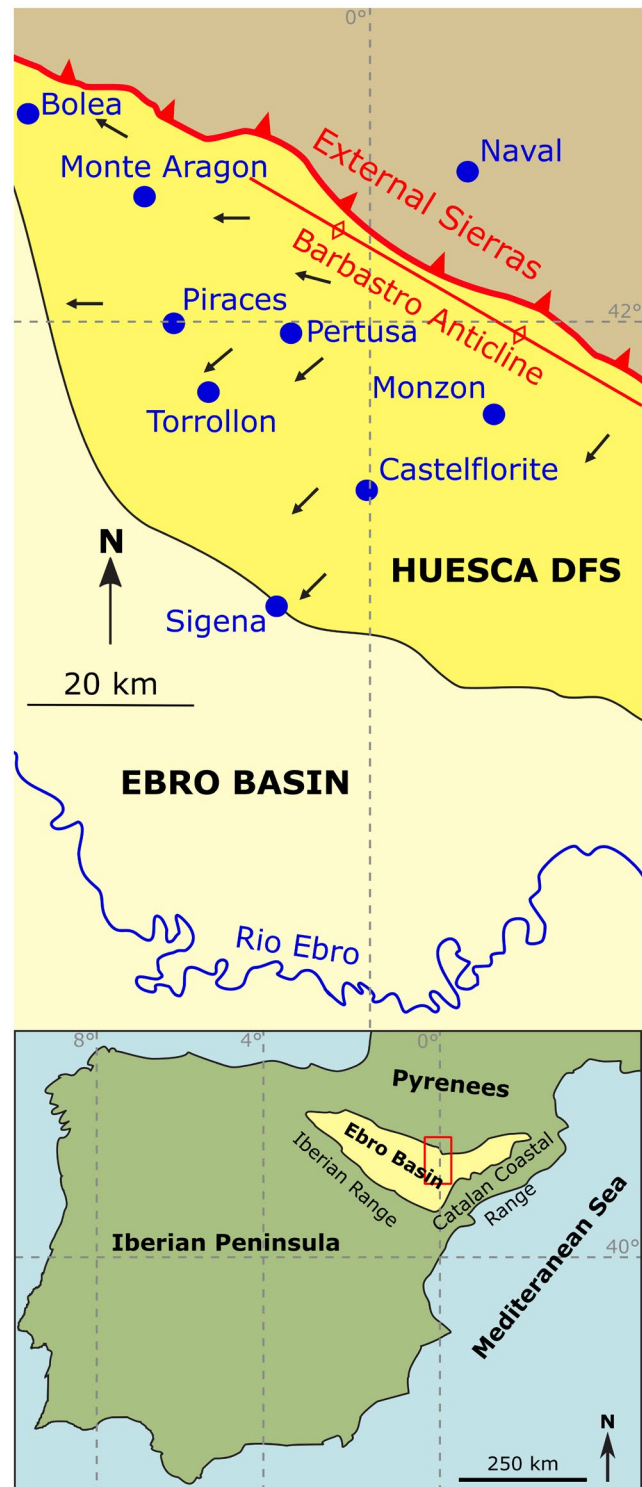 0°
Bolea
Naval
Monte Aragon
External Sierras
Barbastro Anticline
Piraces
42°
Pertusa
Monzon
Torrollon
Castelflorite
N
HUESCA DFS
Sigena
20 km
EBRO BASIN
Rio Ebro
8°
4°
0°
Pyrenees
Ebro Basin
Iberian Range
Catalan Coastal
Range
Iberian Peninsula
40°
Mediteranean Sea
N
250 km